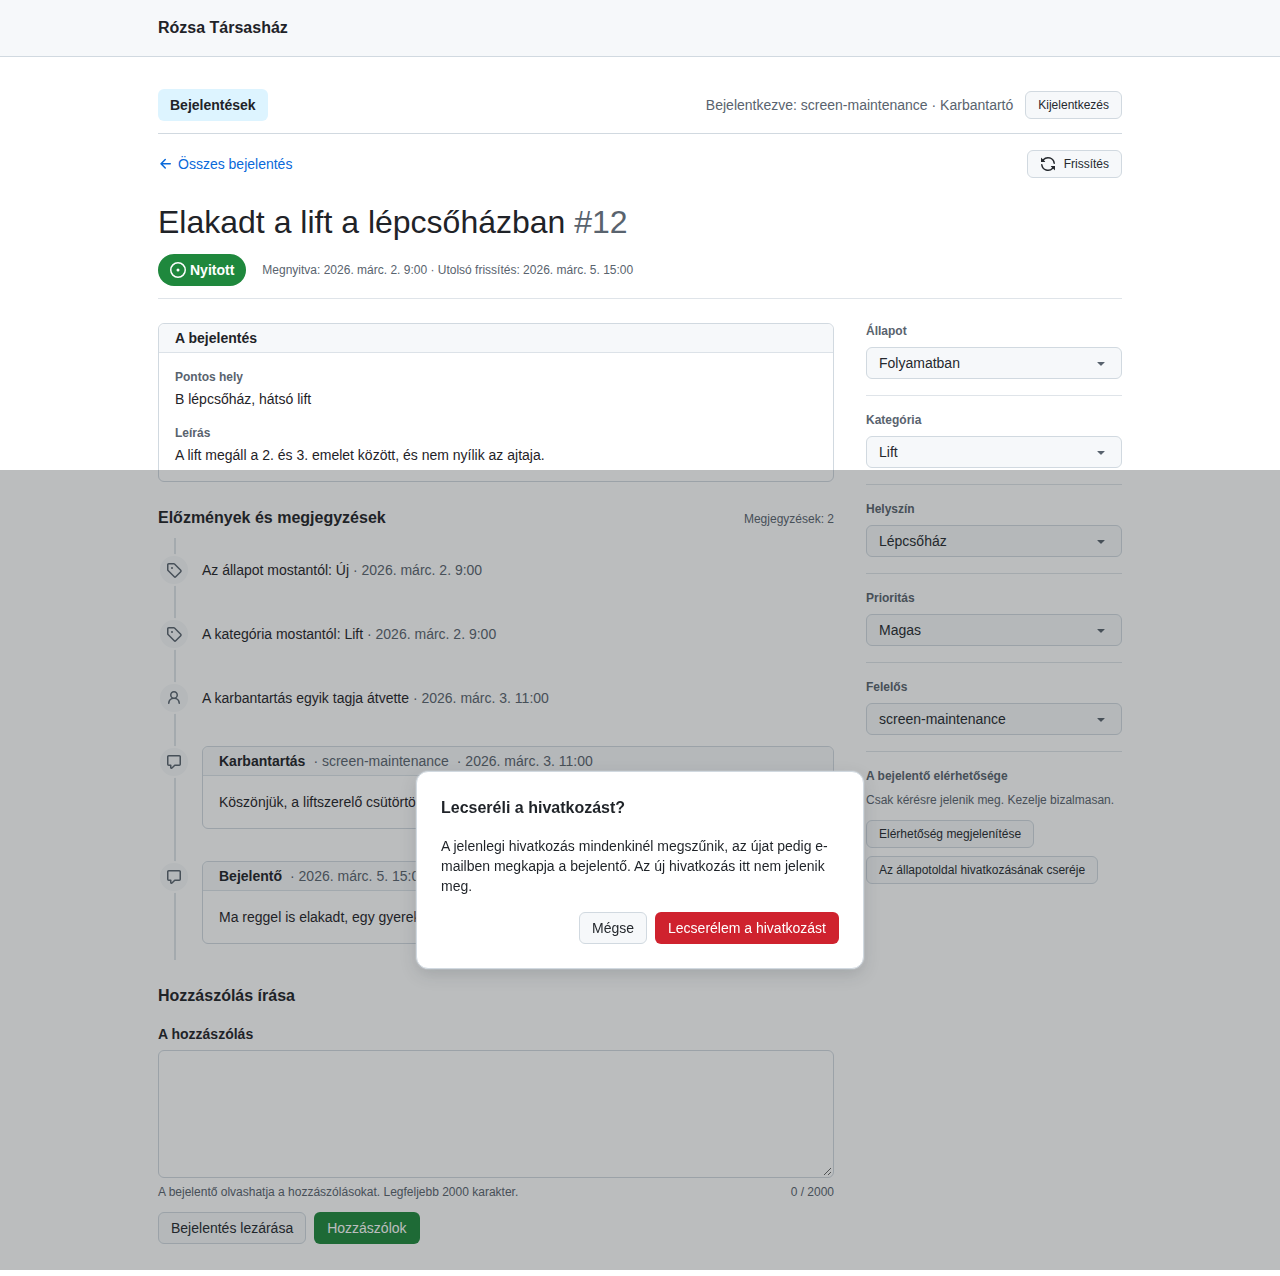 Rózsa Társasház
Bejelentések
Bejelentkezve: screen-maintenance · Karbantartó
Kijelentkezés
Összes bejelentés
Frissítés
Elakadt a lift a lépcsőházban #12
Nyitott
Megnyitva: 2026. márc. 2. 9:00 · Utolsó frissítés: 2026. márc. 5. 15:00
A bejelentés
Pontos hely
B lépcsőház, hátsó lift
Leírás
A lift megáll a 2. és 3. emelet között, és nem nyílik az ajtaja.
Állapot
Folyamatban
Kategória
Lift
Helyszín
Lépcsőház
Prioritás
Magas
Felelős
screen-maintenance
A bejelentő elérhetősége
Csak kérésre jelenik meg. Kezelje bizalmasan.
Elérhetőség megjelenítése
Az állapotoldal hivatkozásának cseréje
Előzmények és megjegyzések
Megjegyzések: 2
Az állapot mostantól: Új · 2026. márc. 2. 9:00
A kategória mostantól: Lift · 2026. márc. 2. 9:00
A karbantartás egyik tagja átvette · 2026. márc. 3. 11:00
Karbantartás · screen-maintenance · 2026. márc. 3. 11:00
Köszönjük, a liftszerelő
Bejelentő · 2026. márc. 5.
Ma reggel is elakadt, egy
Lecseréli a hivatkozást?
A jelenlegi hivatkozás mindenkinél megszűnik, az újat pedig e-
mailben megkapja a bejelentő. Az új hivatkozás itt nem jelenik
meg.
Mégse
Lecserélem a hivatkozást
Hozzászólás írása
A hozzászólás
A bejelentő olvashatja a hozzászólásokat. Legfeljebb 2000 karakter.
0 / 2000
Bejelentés lezárása
Hozzászólok